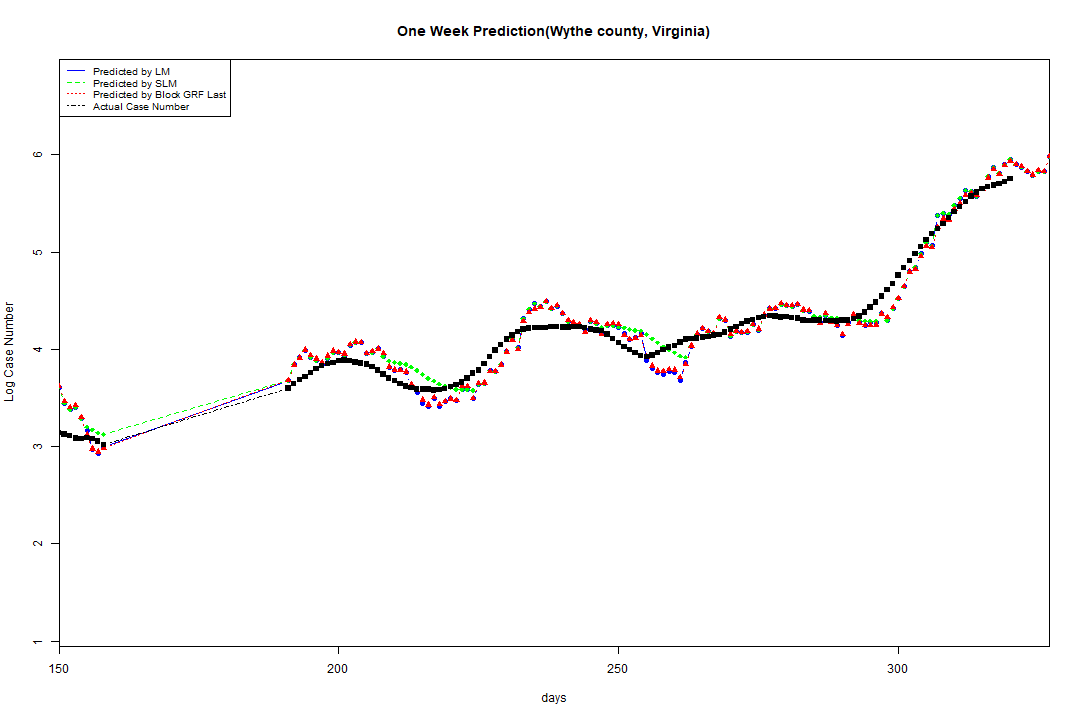 One Week Prediction(Wythe county, Virginia)
Predicted by LM
Predicted by SLM
Predicted by Block GRF Last
Actual Case Number
6
5
4
3
2
1
Log Case Number
150 200 250 300
days